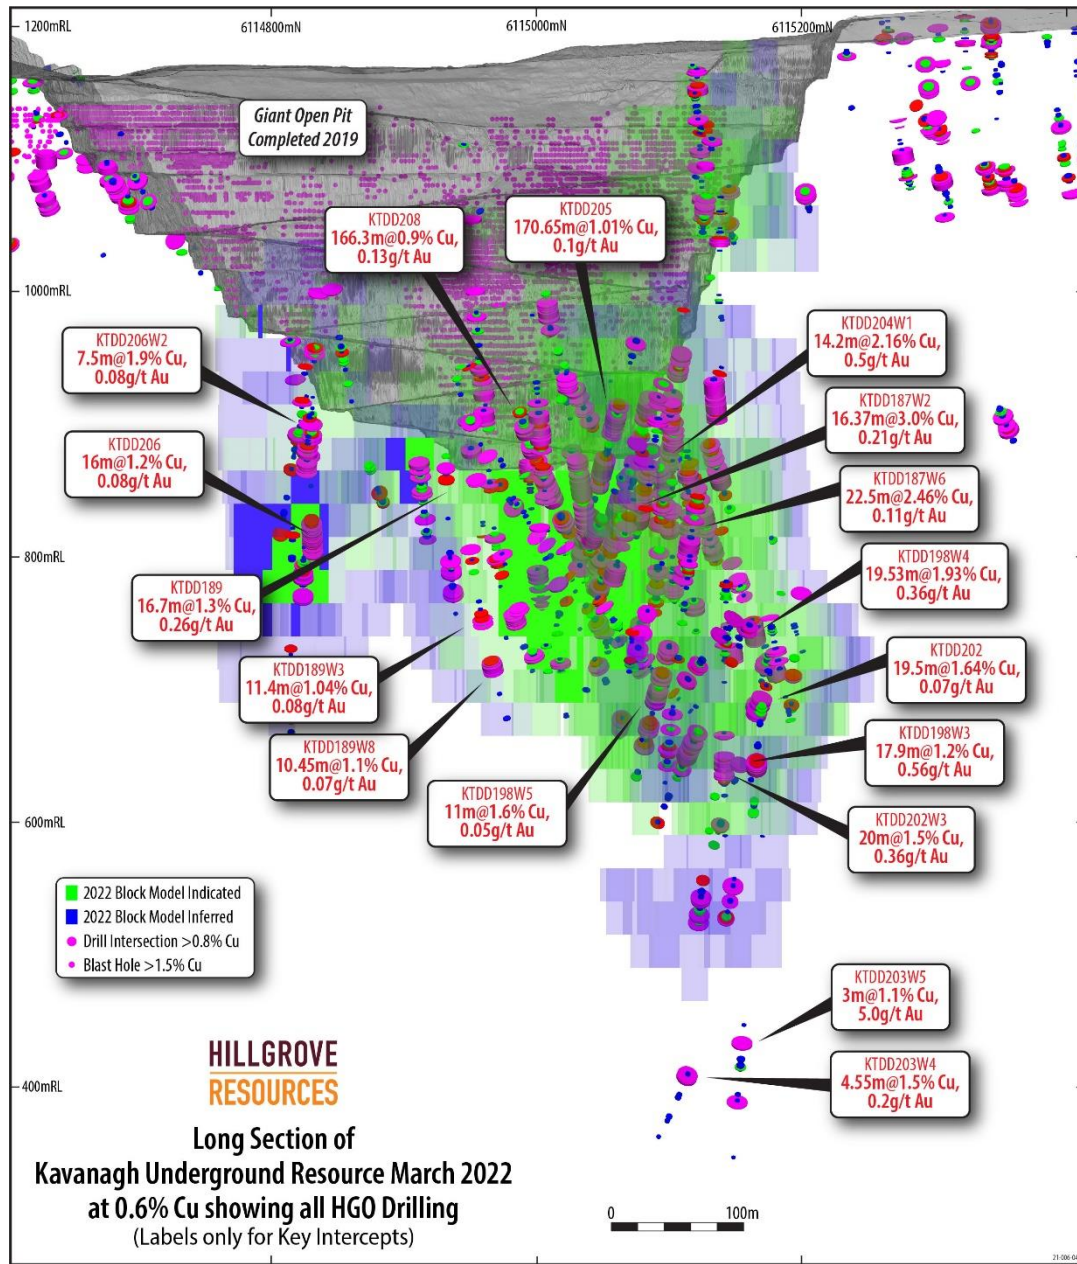 1200mRL
6114800mN
6115000mN
6115200mN
Giant Open Pit
Completed 2019
KTDD208
166.3m@0.9% Cu,
0.13g/t Au
KTDD205
170.65m@1.01% Cu,
0.1g/t Au
1000mRL
KTDD206W2
7.5m@1.9% Cu,
0.08g/t Au
KTDD204W1
14.2m@2.16% Cu,
0.5g/t Au
KTDD187W2
16.37m@3.0% Cu,
0.21g/t Au
KTDD206
16m@1.2% Cu,
0.08g/t Au
KTDD187W6
22.5m@2.46% Cu,
0.11g/t Au
800mRL
KTDD198W4
19.53m@1.93% Cu,
0.36g/t Au
KTDD189
16.7m@1.3% Cu,
0.26g/t Au
KTDD202
19.5m@1.64% Cu,
0.07g/t Au
KTDD189W3
11.4m@1.04% Cu,
0.08g/t Au
KTDD189W8
10.45m@1.1% Cu,
0.07g/t Au
KTDD198W3
17.9m@1.2% Cu,
0.56g/t Au
KTDD198W5
11m@1.6% Cu,
0.05g/t Au
600mRL
KTDD202W3
20m@1.5% Cu,
0.36g/t Au
2022 Block Model Indicated
2022 Block Model Inferred
Drill Intersection >0.8% Cu
Blast Hole >1.5% Cu
KTDD203W5
3m@1.1% Cu,
5.0g/t Au
KTDD203W4
4.55m@1.5% Cu,
0.2g/t Au
400mRL
HILLGROVE
RESOURCES
Long Section of
Kavanagh Underground Resource March 2022
at 0.6% Cu showing all HGO Drilling
(Labels only for Key Intercepts)
0
100m
21-006-04